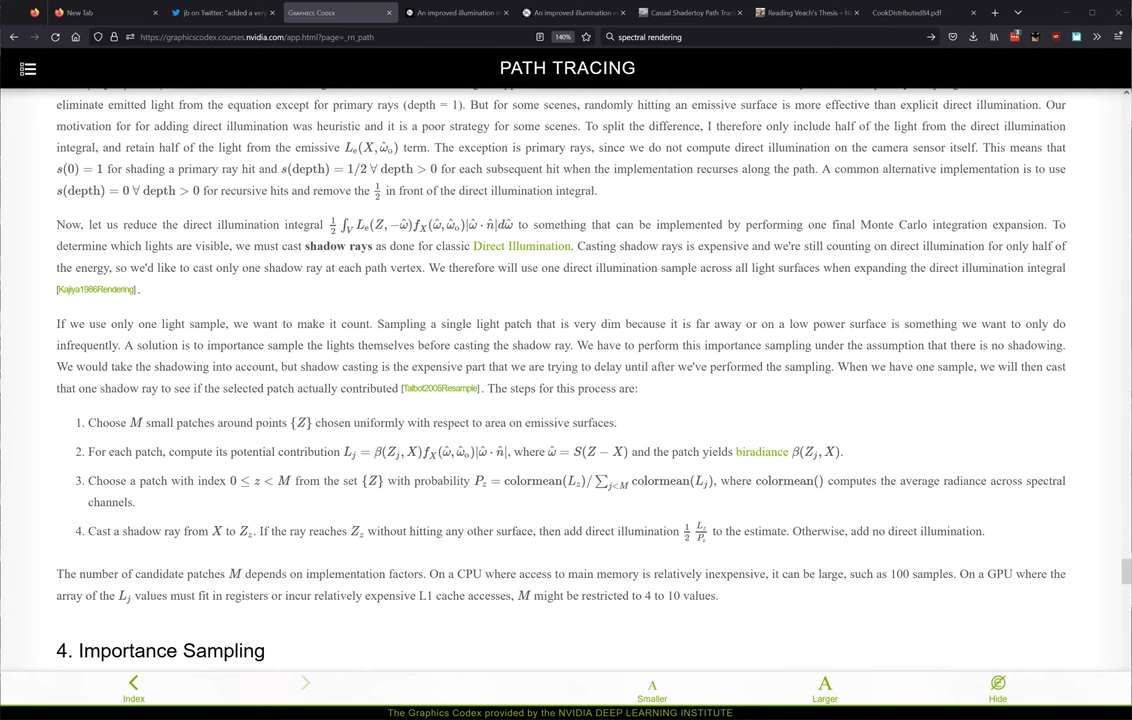 New Tab
jb on Twitter: "added a very
Graphics Codex
An improved illumination m
An improved illumination m
Casual Shadertoy Path Trac
Reading Veach's Thesis – N
CookDistributed84.pdf
https://graphicscodex.courses.nvidia.com/app.html?page=_rn_path
140%
spectral rendering
PATH TRACING
eliminate emitted light from the equation except for primary rays (depth = 1). But for some scenes, randomly hitting an emissive surface is more effective than explicit direct illumination. Our
motivation for for adding direct illumination was heuristic and it is a poor strategy for some scenes. To split the difference, I therefore only include half of the light from the direct illumination
integral, and retain half of the light from the emissive Lₑ(X, ω̂ₒ) term. The exception is primary rays, since we do not compute direct illumination on the camera sensor itself. This means that
s(0) = 1 for shading a primary ray hit and s(depth) = 1/2 ∀ depth > 0 for each subsequent hit when the implementation recurses along the path. A common alternative implementation is to use
s(depth) = 0 ∀ depth > 0 for recursive hits and remove the 1/2 in front of the direct illumination integral.
Now, let us reduce the direct illumination integral 1/2 ∫_V Lₑ(Z, −ω̂)f_X(ω̂, ω̂ₒ)|ω̂ · n̂|dω̂ to something that can be implemented by performing one final Monte Carlo integration expansion. To
determine which lights are visible, we must cast shadow rays as done for classic Direct Illumination. Casting shadow rays is expensive and we're still counting on direct illumination for only half of
the energy, so we'd like to cast only one shadow ray at each path vertex. We therefore will use one direct illumination sample across all light surfaces when expanding the direct illumination integral
[Kajiya1986Rendering].
If we use only one light sample, we want to make it count. Sampling a single light patch that is very dim because it is far away or on a low power surface is something we want to only do
infrequently. A solution is to importance sample the lights themselves before casting the shadow ray. We have to perform this importance sampling under the assumption that there is no shadowing.
We would take the shadowing into account, but shadow casting is the expensive part that we are trying to delay until after we've performed the sampling. When we have one sample, we will then cast
that one shadow ray to see if the selected patch actually contributed [Talbot2005Resample]. The steps for this process are:
1. Choose M small patches around points {Z} chosen uniformly with respect to area on emissive surfaces.
2. For each patch, compute its potential contribution L_j = β(Z_j, X)f_X(ω̂, ω̂ₒ)|ω̂ · n̂|, where ω̂ = S(Z − X) and the patch yields biradiance β(Z_j, X).
3. Choose a patch with index 0 ≤ z < M from the set {Z} with probability P_z = colormean(L_z)/ ∑_{j<M} colormean(L_j), where colormean() computes the average radiance across spectral
channels.
4. Cast a shadow ray from X to Z_z. If the ray reaches Z_z without hitting any other surface, then add direct illumination 1/2 L_z/P_z to the estimate. Otherwise, add no direct illumination.
The number of candidate patches M depends on implementation factors. On a CPU where access to main memory is relatively inexpensive, it can be large, such as 100 samples. On a GPU where the
array of the L_j values must fit in registers or incur relatively expensive L1 cache accesses, M might be restricted to 4 to 10 values.
4. Importance Sampling
Index
A
Smaller
A
Larger
Hide
The Graphics Codex provided by the NVIDIA DEEP LEARNING INSTITUTE